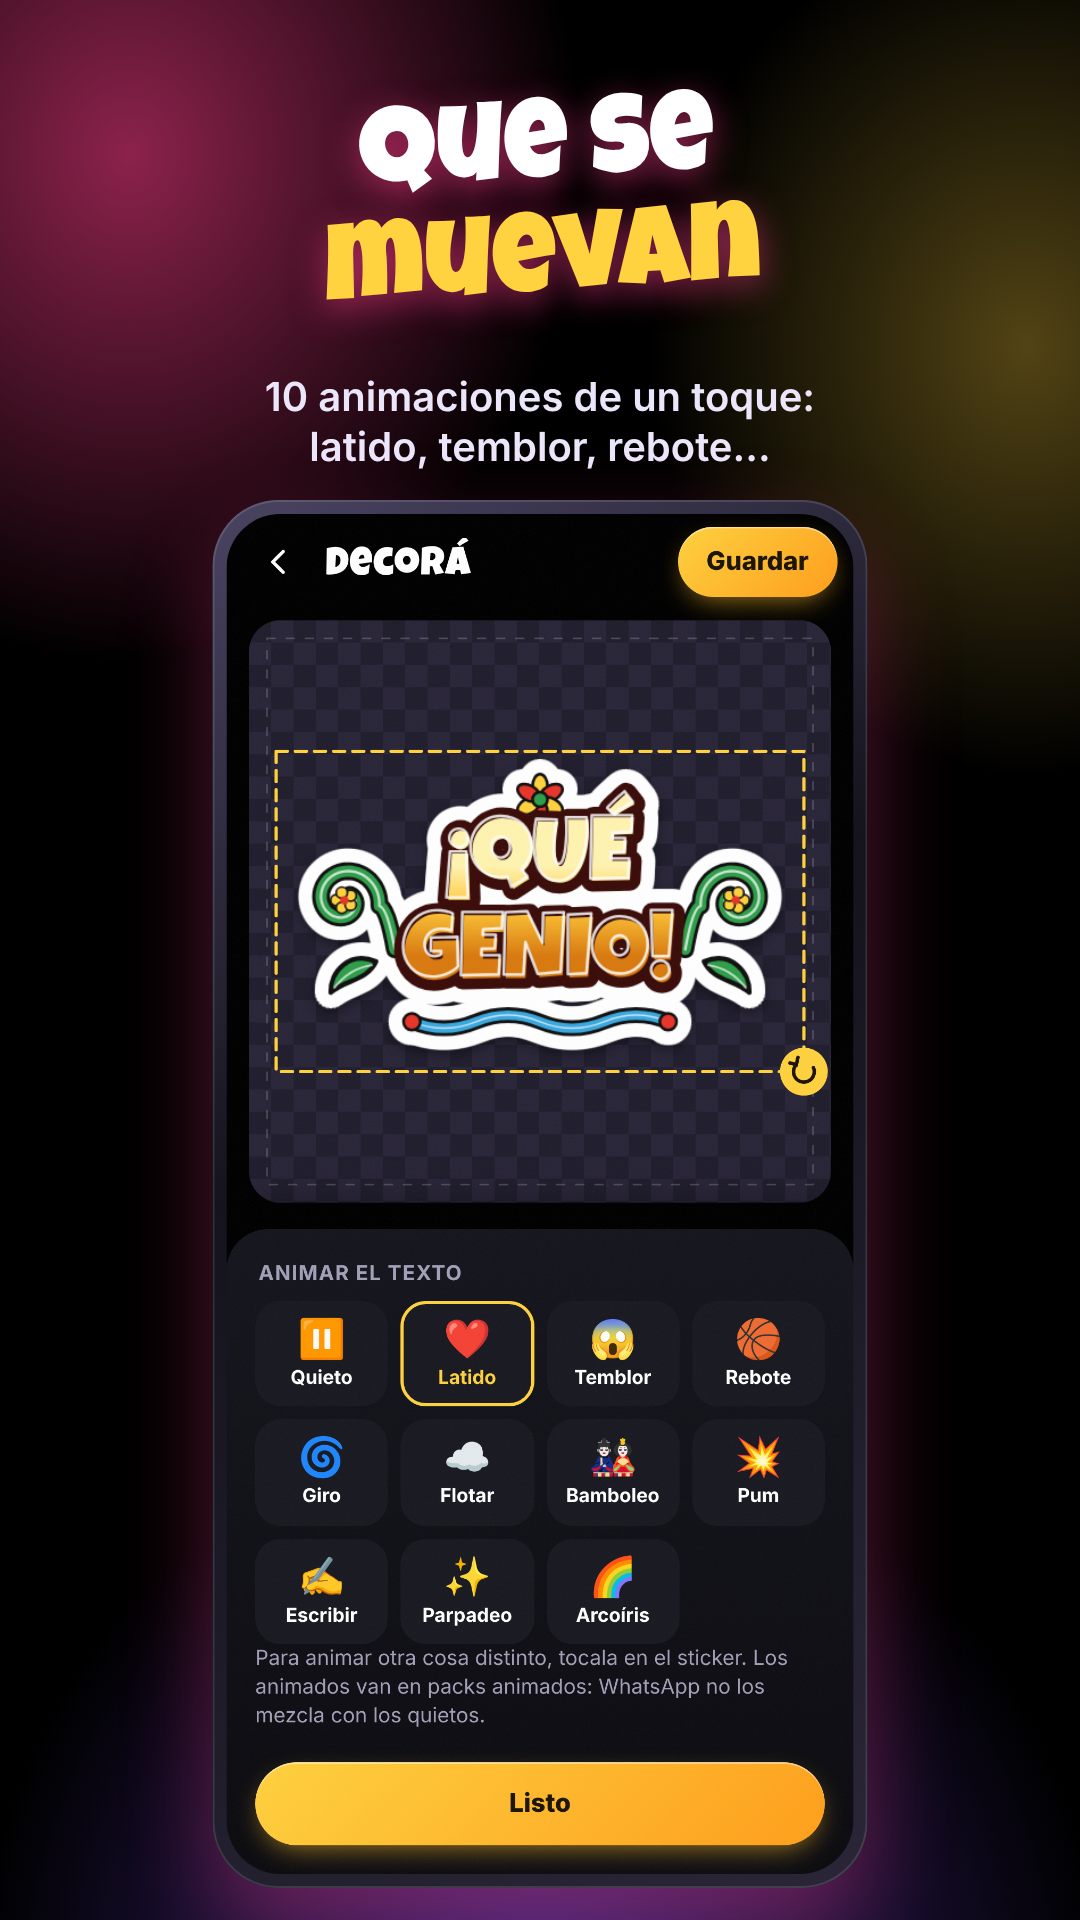 Que se
muevan
10 animaciones de un toque:
latido, temblor, rebote...
Decorá
Guardar
¡QUÉ
GENIO!
ANIMAR EL TEXTO
Quieto
Latido
Temblor
Rebote
Giro
Flotar
Bamboleo
Pum
Escribir
Parpadeo
Arcoíris
Para animar otra cosa distinto, tocala en el sticker. Los
animados van en packs animados: WhatsApp no los
mezcla con los quietos.
Listo